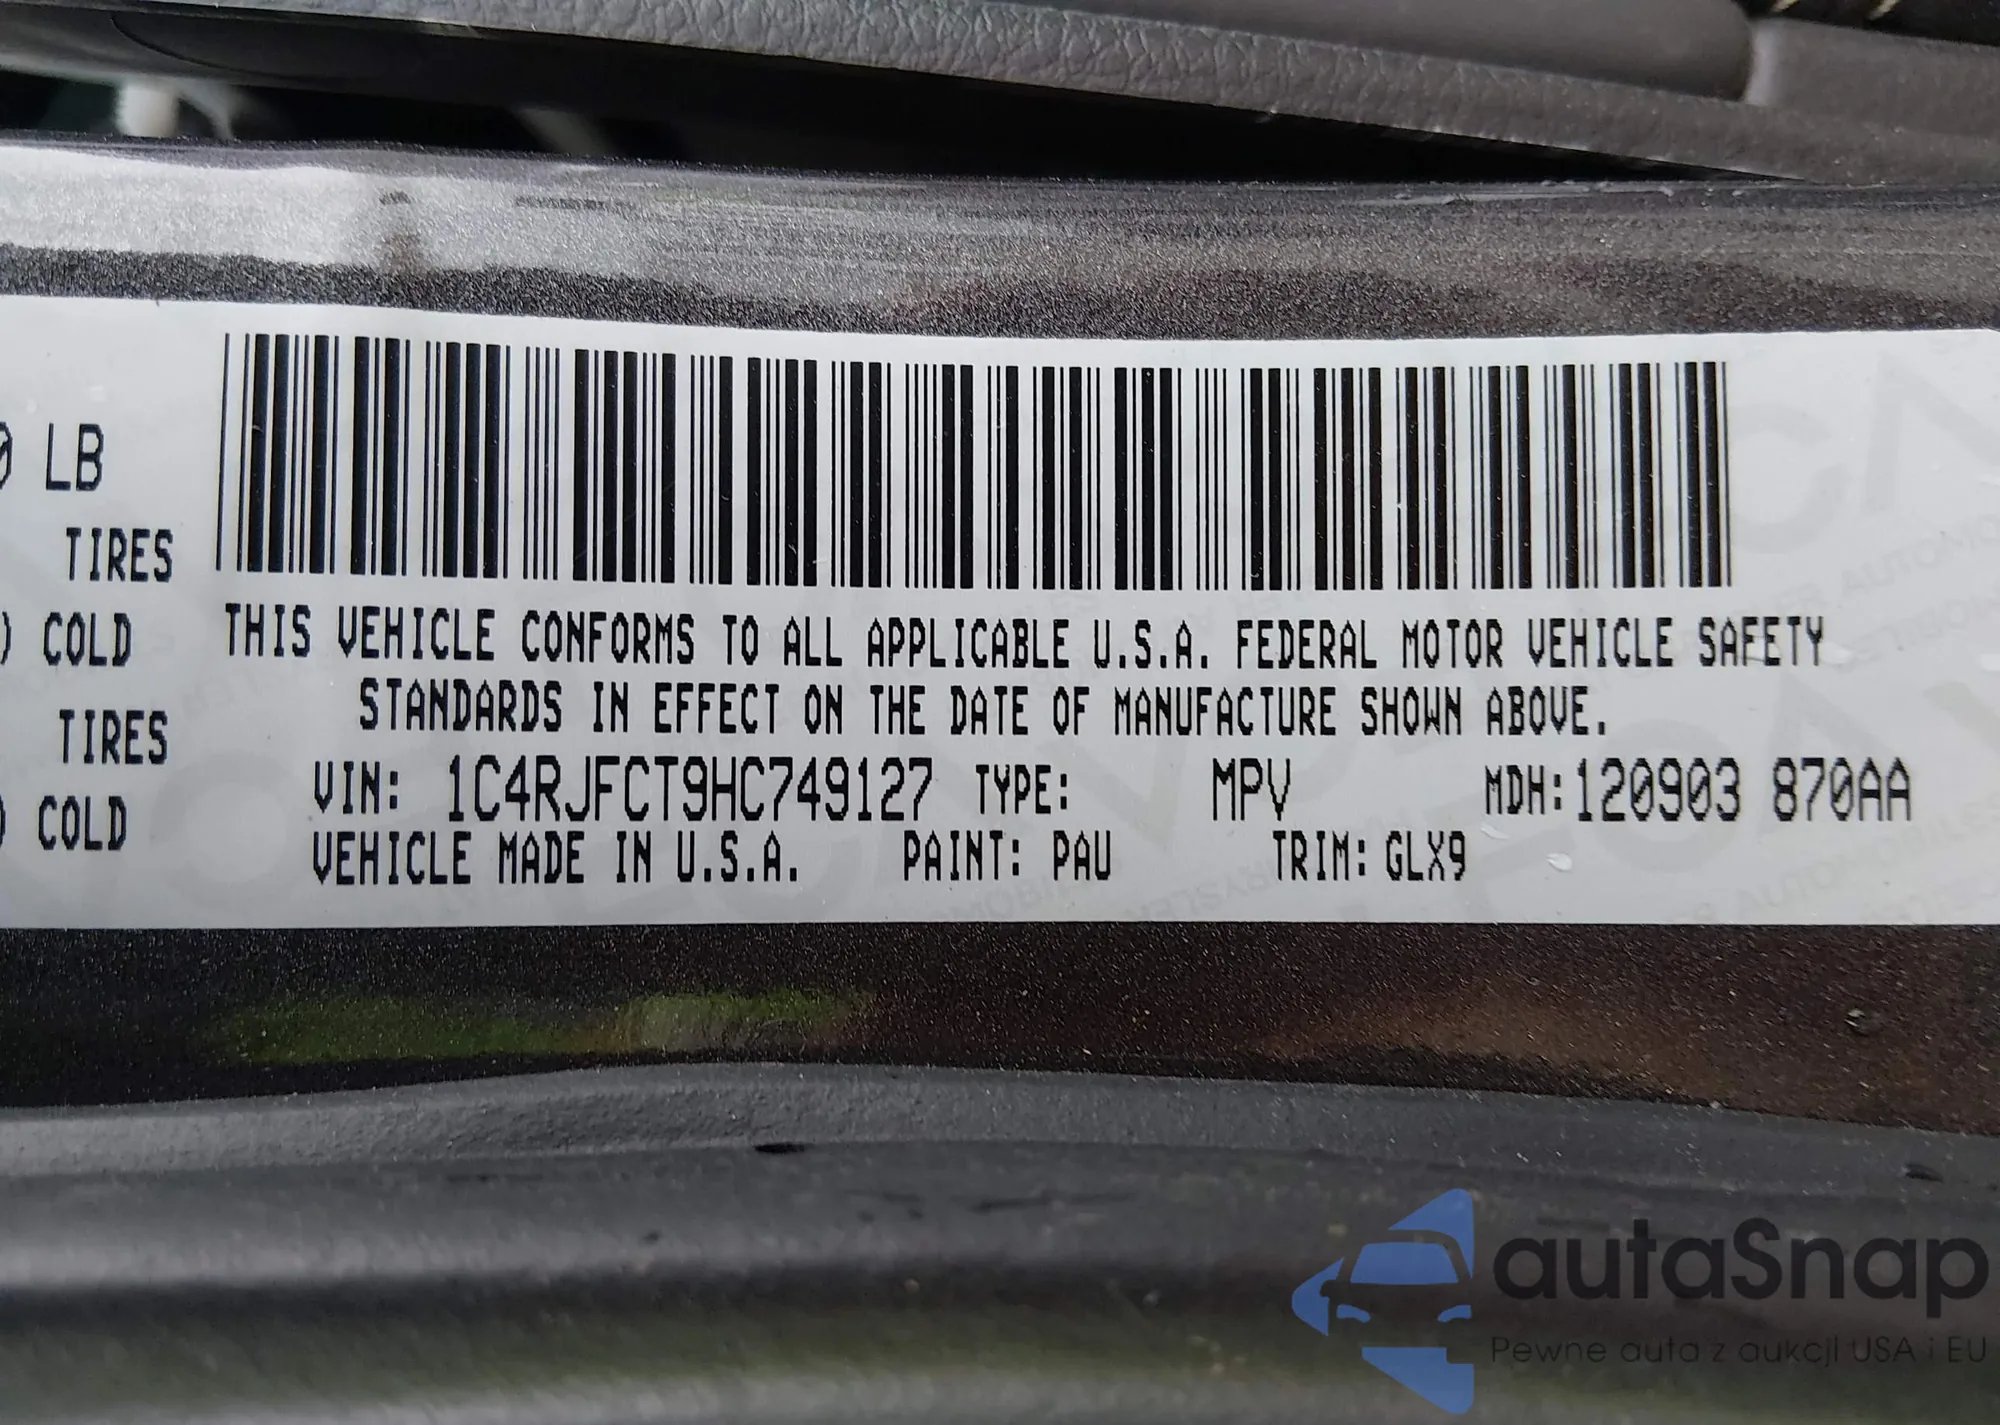 LB
TIRES
) COLD
TIRES
) COLD
THIS VEHICLE CONFORMS TO ALL APPLICABLE U.S.A. FEDERAL MOTOR VEHICLE SAFETY
STANDARDS IN EFFECT ON THE DATE OF MANUFACTURE SHOWN ABOVE.
VIN: 1C4RJFCT9HC749127 TYPE: MPV MDH:120903 870AA
VEHICLE MADE IN U.S.A. PAINT: PAU TRIM: GLX9
autaSnap
Pewne auta z aukcji USA i EU